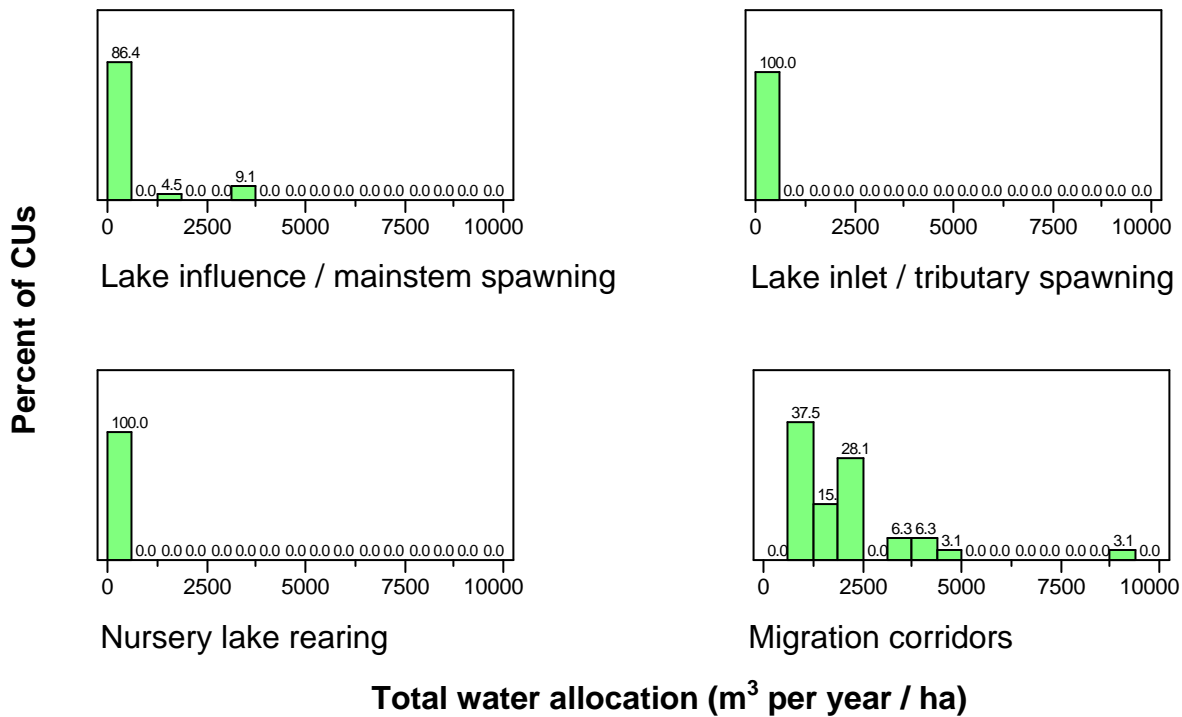 Percent of CUs
86.4
0.0 4.5 0.0 0.0 9.1 0.0 0.0 0.0 0.0 0.0 0.0 0.0 0.0 0.0 0.0
0 2500 5000 7500 10000
Lake influence / mainstem spawning
100.0
0.0 0.0 0.0 0.0 0.0 0.0 0.0 0.0 0.0 0.0 0.0 0.0 0.0 0.0 0.0
0 2500 5000 7500 10000
Lake inlet / tributary spawning
100.0
0.0 0.0 0.0 0.0 0.0 0.0 0.0 0.0 0.0 0.0 0.0 0.0 0.0 0.0 0.0
0 2500 5000 7500 10000
Nursery lake rearing
0.0 37.5 15. 28.1 0.0 6.3 6.3 3.1 0.0 0.0 0.0 0.0 0.0 0.0 3.1 0.0
0 2500 5000 7500 10000
Migration corridors
Total water allocation (m³ per year / ha)